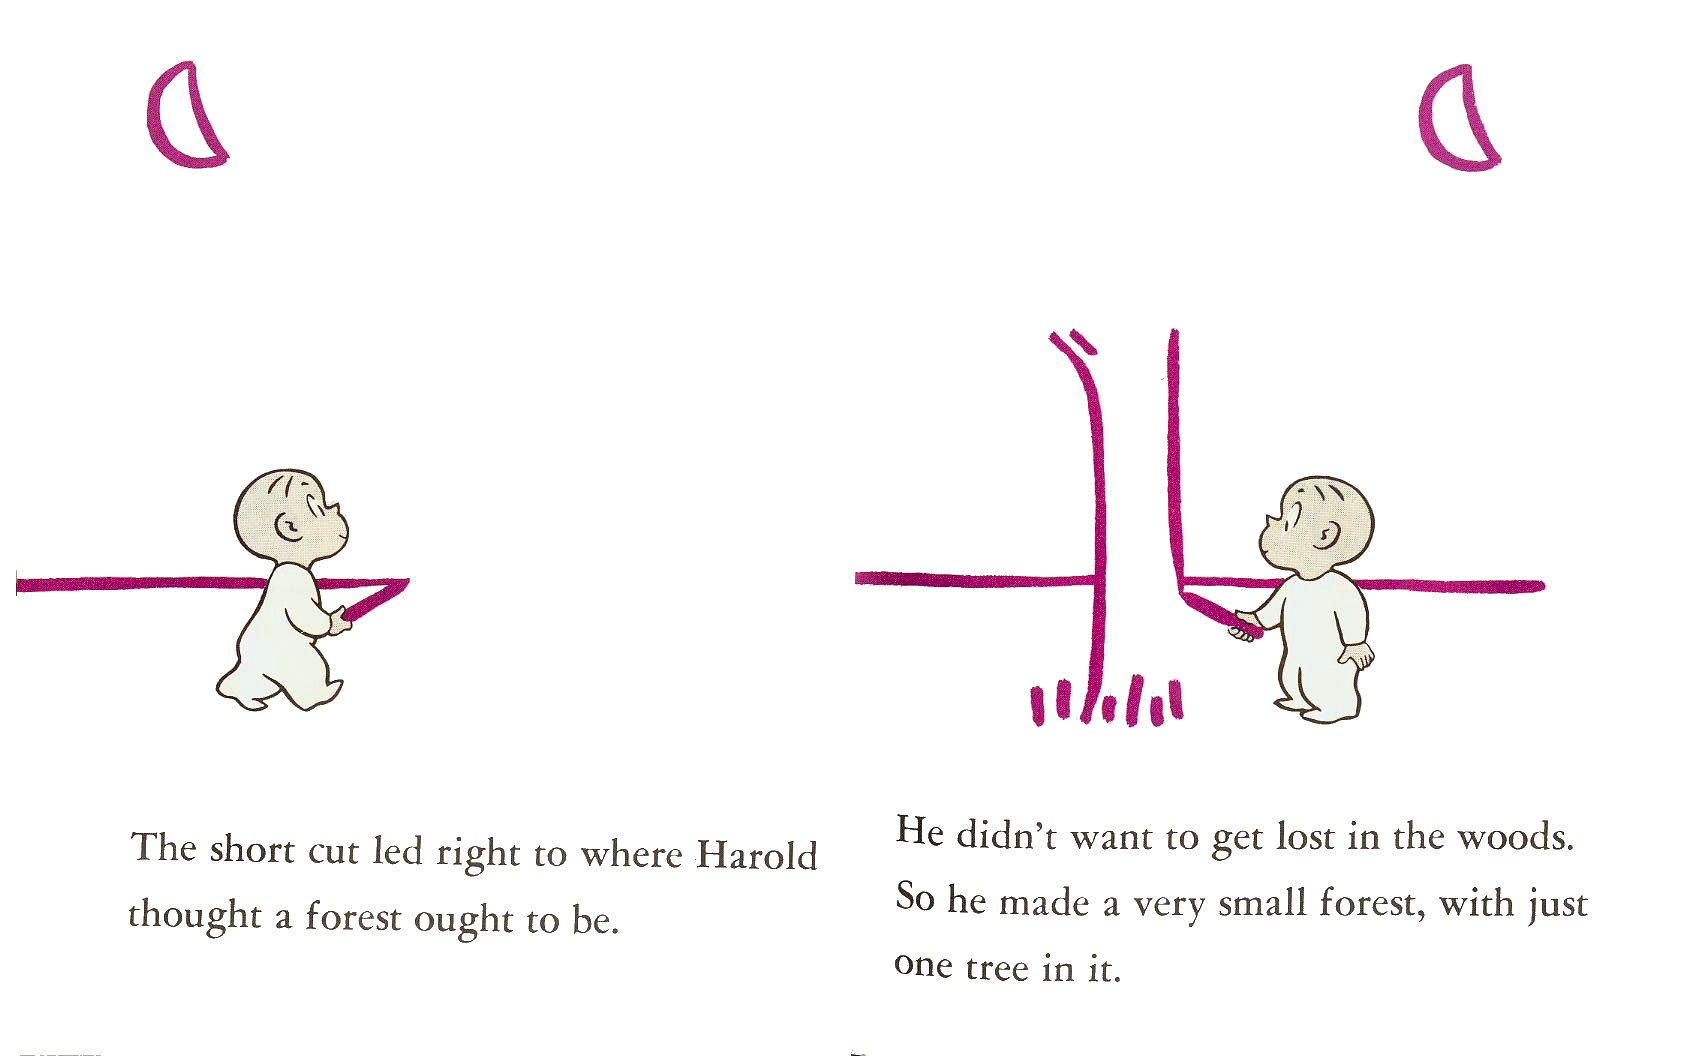 The short cut led right to where Harold
thought a forest ought to be.
He didn't want to get lost in the woods.
So he made a very small forest, with just
one tree in it.